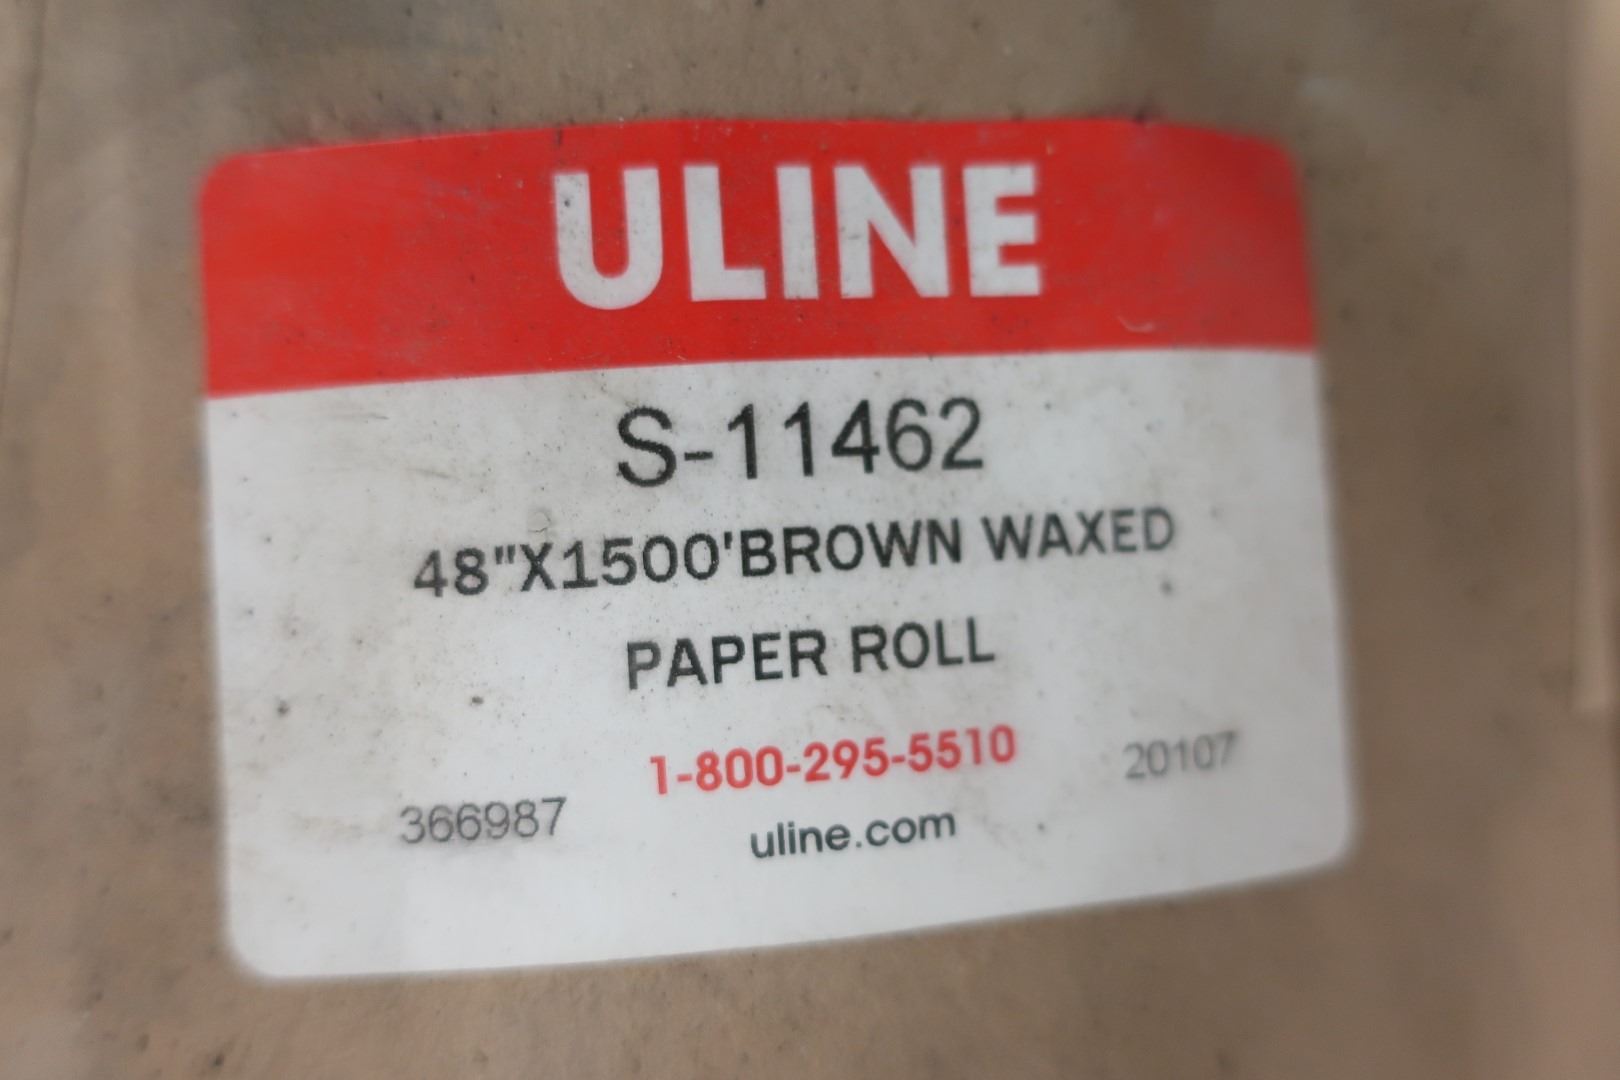 ULINE
S-11462
48"X1500'BROWN WAXED
PAPER ROLL
1-800-295-5510
366987
uline.com
20107